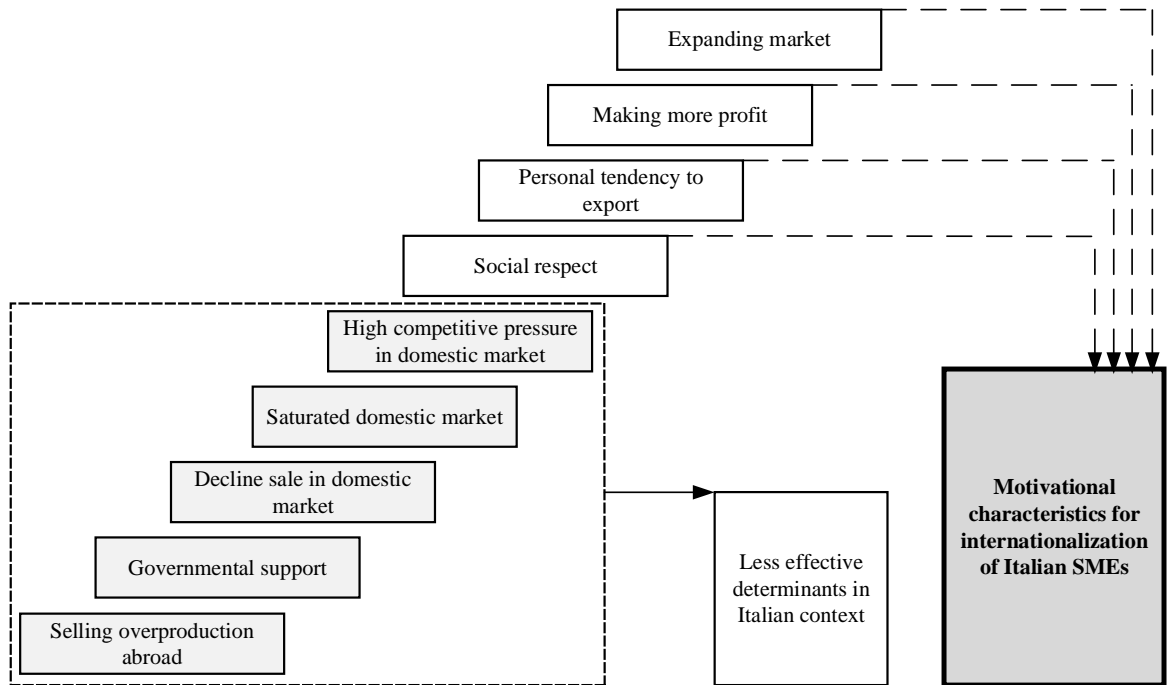 Expanding market
Making more profit
Personal tendency to
export
Social respect
High competitive pressure
in domestic market
Saturated domestic market
Decline sale in domestic
market
Governmental support
Selling overproduction
abroad
Less effective
determinants in
Italian context
Motivational
characteristics for
internationalization
of Italian SMEs